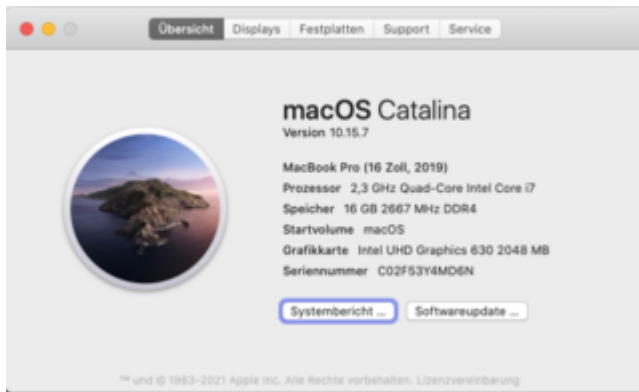 Übersicht Displays Festplatten Support Service
macOS Catalina
Version 10.15.7
MacBook Pro (16 Zoll, 2019)
Prozessor 2,3 GHz Quad-Core Intel Core i7
Speicher 16 GB 2667 MHz DDR4
Startvolume macOS
Grafikkarte Intel UHD Graphics 630 2048 MB
Seriennummer C02F53Y4MD6N
Systembericht ... Softwareupdate ...
™ und © 1983-2021 Apple Inc. Alle Rechte vorbehalten. Lizenzvereinbarung